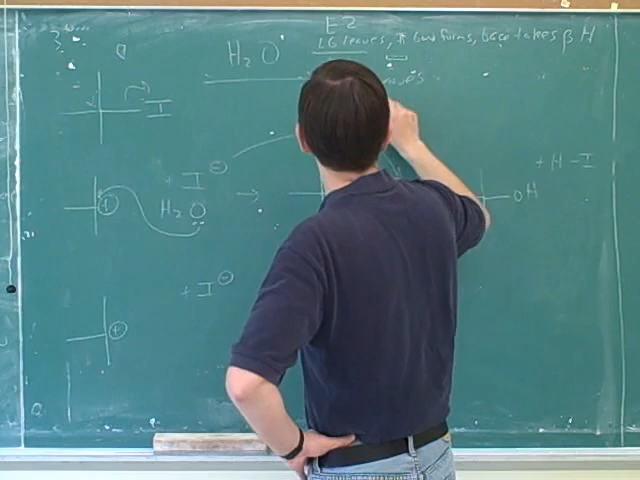 E2
LG leaves, π bond forms, base takes β H
H2O
I
+ I⊖
H2O
→
OH
+ H-I
⊕
+ I⊖
⊕